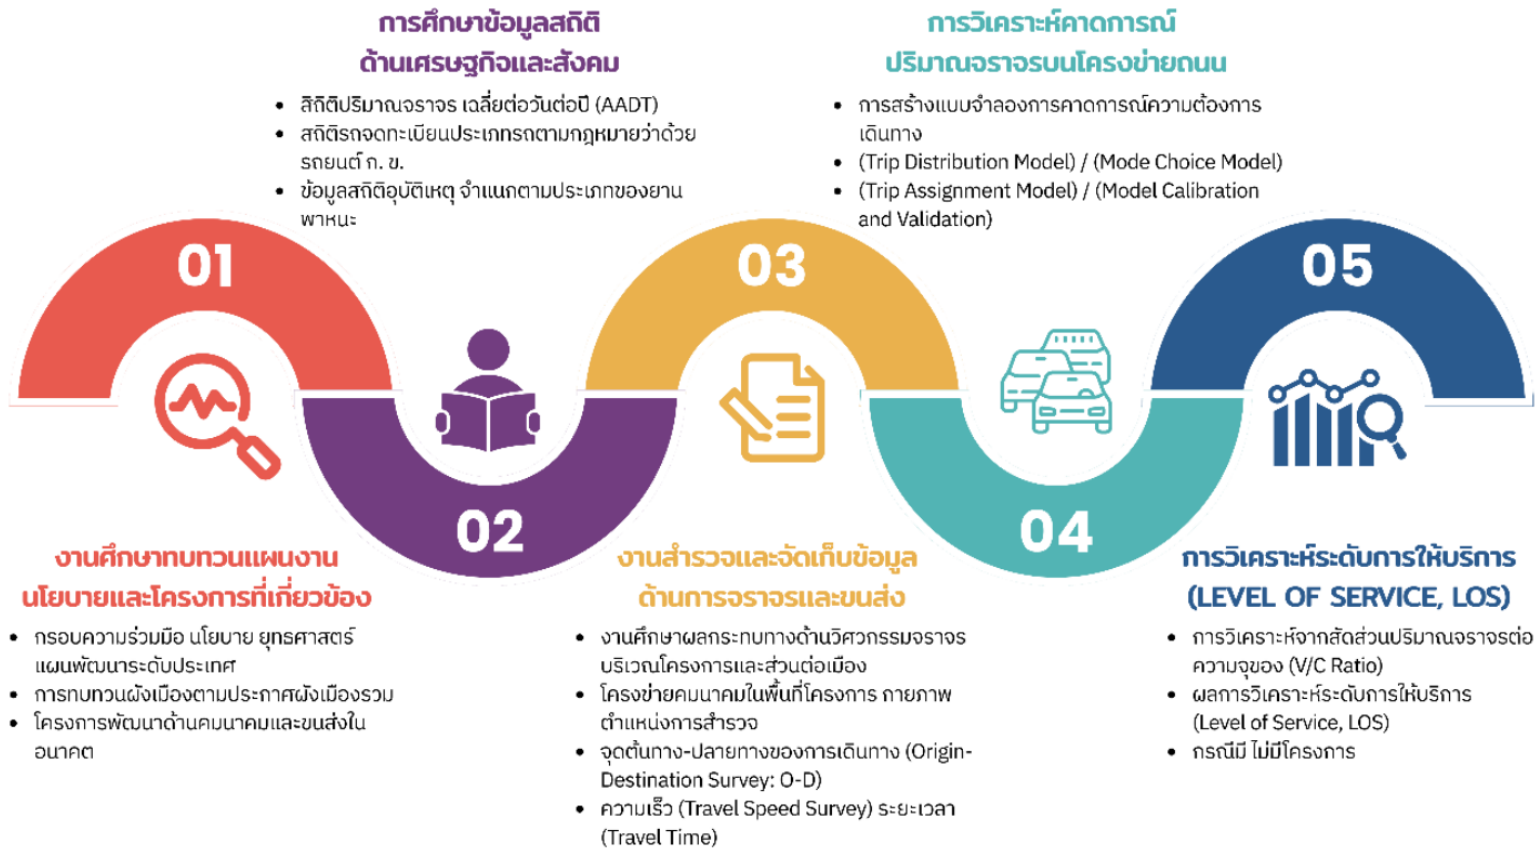 การศึกษาข้อมูลสถิติ
ด้านเศรษฐกิจและสังคม
• สิถิติปริมาณจราจร เฉลี่ยต่อวันต่อปี (AADT)
• สถิติรถจดทะเบียนประเภทรถตามกฎหมายว่าด้วย
รถยนต์ ก. ข.
• ข้อมูลสถิติอุบัติเหตุ จำแนกตามประเภทของยาน
พาหนะ
การวิเคราะห์คาดการณ์
ปริมาณจราจรบนโครงข่ายถนน
• การสร้างแบบจำลองการคาดการณ์ความต้องการ
เดินทาง
• (Trip Distribution Model) / (Mode Choice Model)
• (Trip Assignment Model) / (Model Calibration
and Validation)
01
03
05
02
04
งานศึกษาทบทวนแผนงาน
นโยบายและโครงการที่เกี่ยวข้อง
• กรอบความร่วมมือ นโยบาย ยุทธศาสตร์
แผนพัฒนาระดับประเทศ
• การทบทวนผังเมืองตามประกาศผังเมืองรวม
• โครงการพัฒนาด้านคมนาคมและขนส่งใน
อนาคต
งานสำรวจและจัดเก็บข้อมูล
ด้านการจราจรและขนส่ง
• งานศึกษาผลกระทบทางด้านวิศวกรรมจราจร
บริเวณโครงการและส่วนต่อเมือง
• โครงข่ายคมนาคมในพื้นที่โครงการ กายภาพ
ตำแหน่งการสำรวจ
• จุดต้นทาง-ปลายทางของการเดินทาง (Origin-
Destination Survey: O-D)
• ความเร็ว (Travel Speed Survey) ระยะเวลา
(Travel Time)
การวิเคราะห์ระดับการให้บริการ
(LEVEL OF SERVICE, LOS)
• การวิเคราะห์จากสัดส่วนปริมาณจราจรต่อ
ความจุของ (V/C Ratio)
• ผลการวิเคราะห์ระดับการให้บริการ
(Level of Service, LOS)
• กรณีมี ไม่มีโครงการ